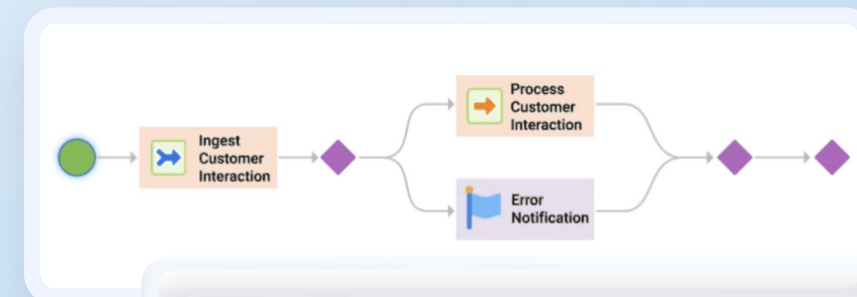 Ingest
Customer
Interaction
Process
Customer
Interaction
Error
Notification